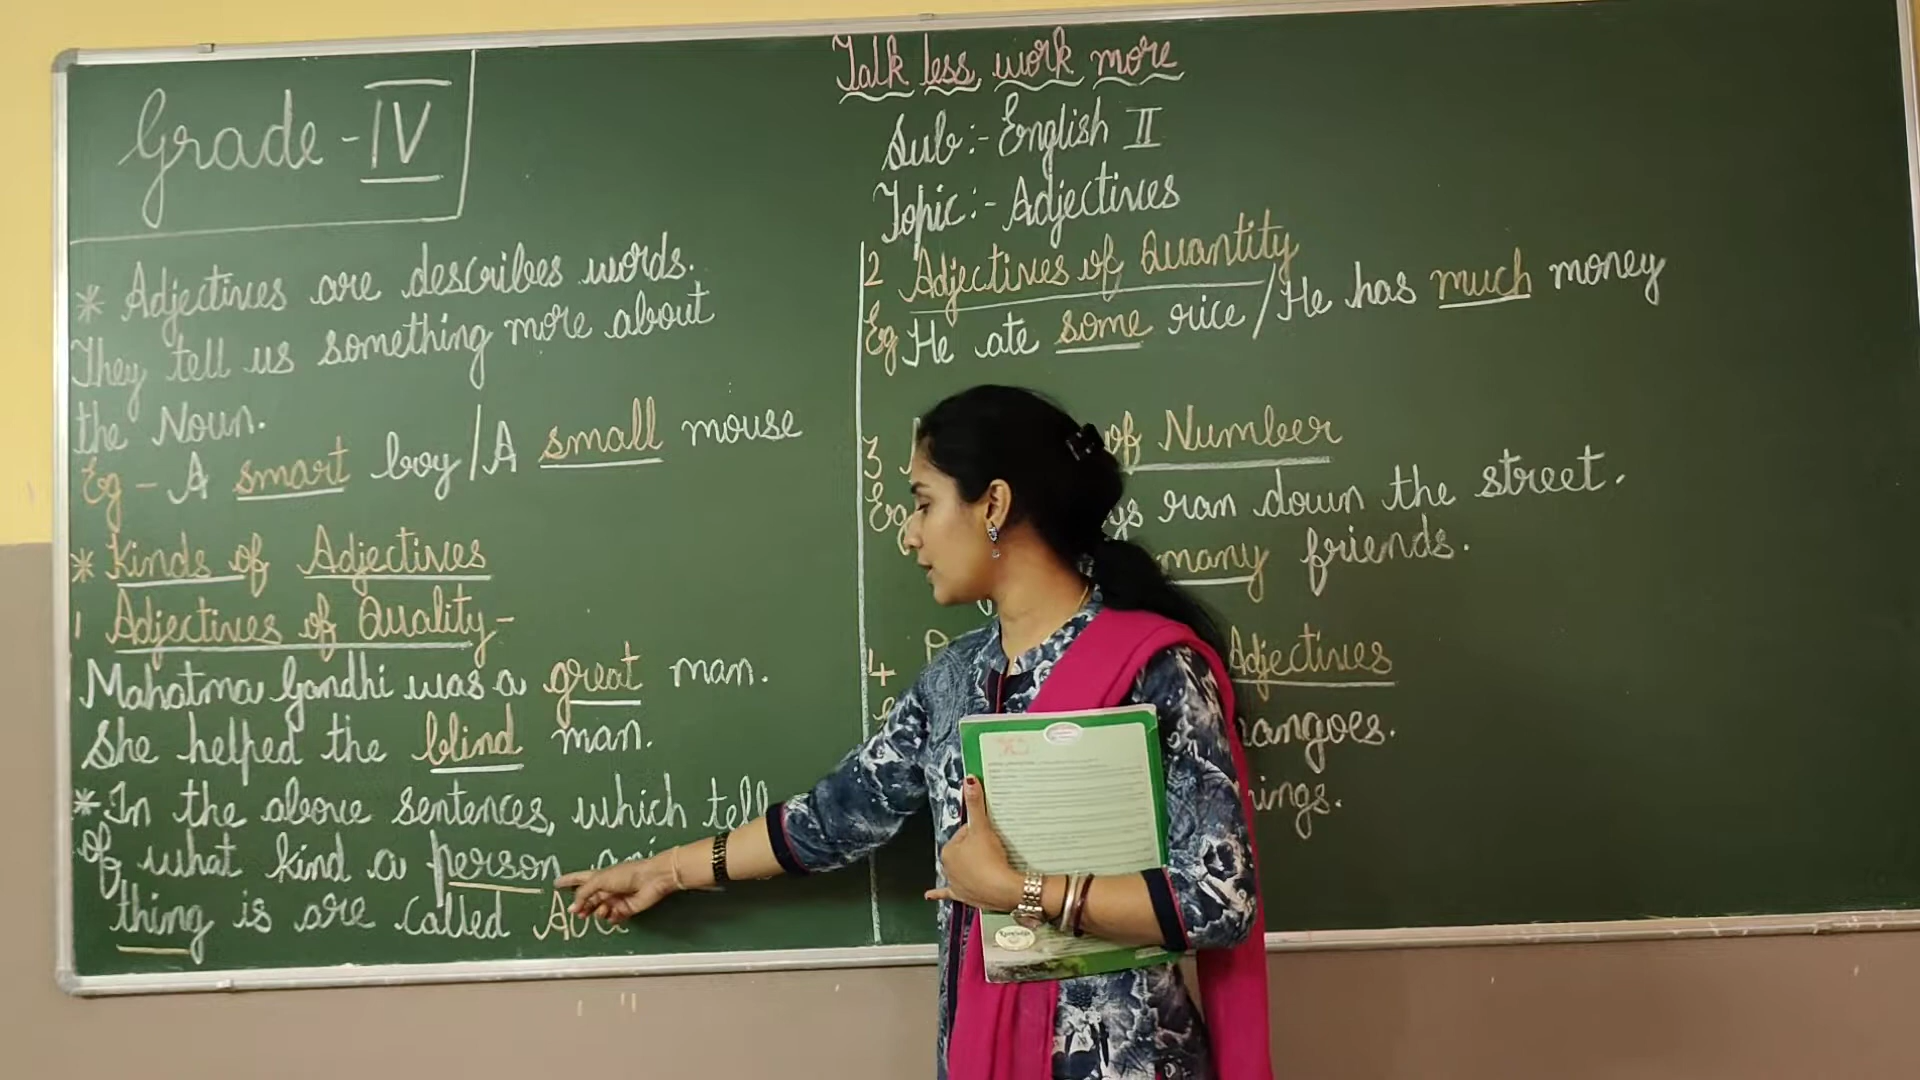 Talk less, work more
Grade - IV
Sub:- English II
Topic:- Adjectives
* Adjectives are describes words.
They tell us something more about
the Noun.
Eg - A smart boy/A small mouse
* Kinds of Adjectives
1 Adjectives of Quality-
Mahatma Gandhi was a great man.
She helped the blind man.
* In the above sentences, which tell
of what kind a person
thing is are called
2 Adjectives of Quantity
Eg He ate some rice/He has much money
3 of Number
Eg ran down the street.
many friends.
4 Adjectives